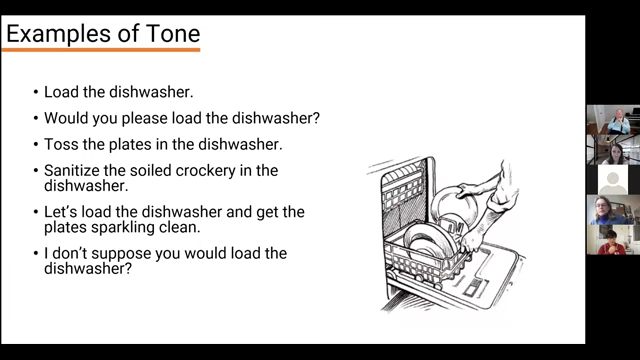 Examples of Tone
• Load the dishwasher.
• Would you please load the dishwasher?
• Toss the plates in the dishwasher.
• Sanitize the soiled crockery in the
dishwasher.
• Let's load the dishwasher and get the
plates sparkling clean.
• I don't suppose you would load the
dishwasher?